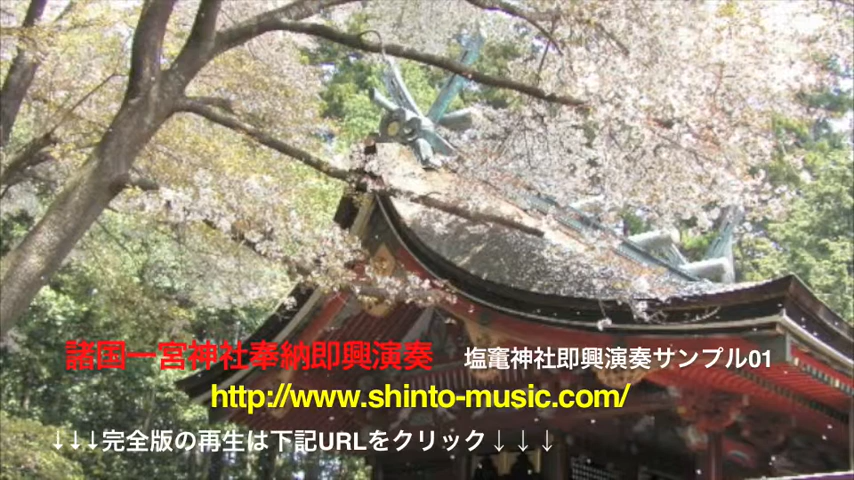 諸国一宮神社奉納即興演奏 塩竃神社即興演奏サンプル01
http://www.shinto-music.com/
↓↓↓完全版の再生は下記URLをクリック↓↓↓